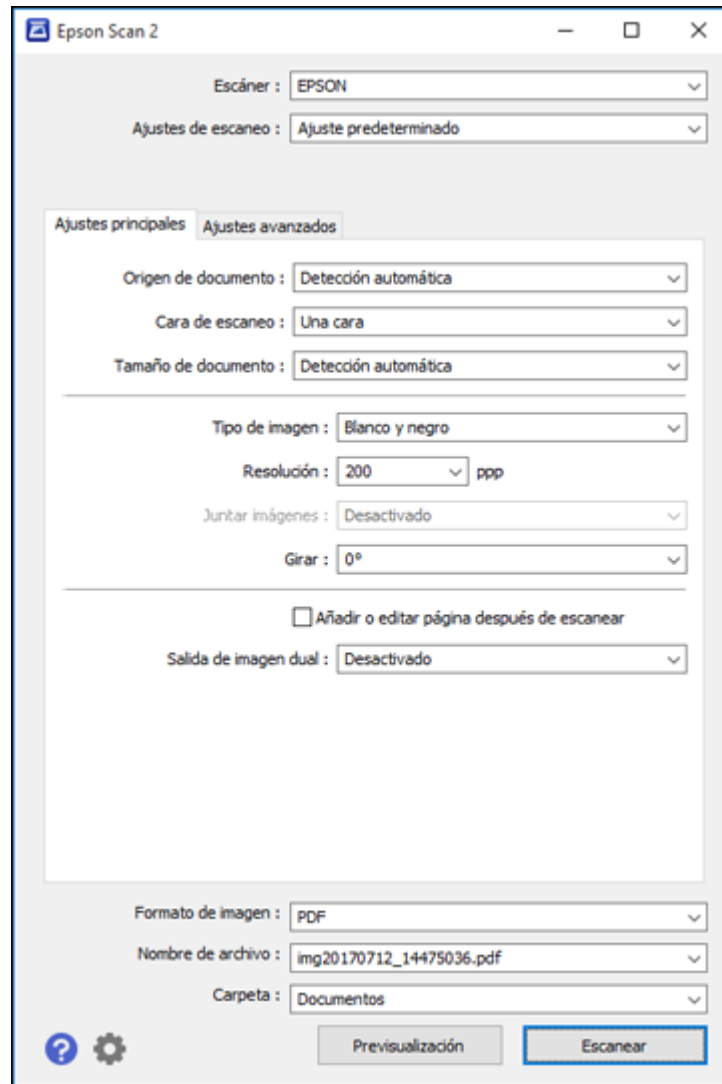 Epson Scan 2
Escáner : EPSON
Ajustes de escaneo : Ajuste predeterminado
Ajustes principales Ajustes avanzados
Origen de documento : Detección automática
Cara de escaneo : Una cara
Tamaño de documento : Detección automática
Tipo de imagen : Blanco y negro
Resolución : 200 ppp
Juntar imágenes : Desactivado
Girar : 0°
Añadir o editar página después de escanear
Salida de imagen dual : Desactivado
Formato de imagen : PDF
Nombre de archivo : img20170712_14475036.pdf
Carpeta : Documentos
? Previsualización Escanear